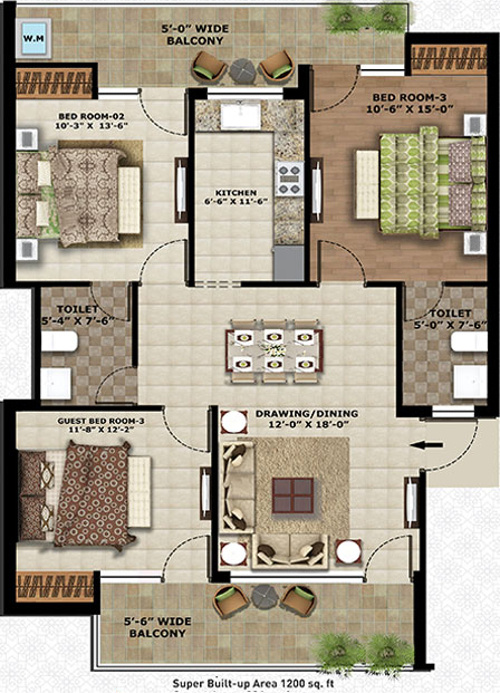 W.M
5'-0" WIDE
BALCONY
BED ROOM-02
10'-3" X 13'-6"
BED ROOM-3
10'-6" X 15'-0"
KITCHEN
6'-6" X 11'-6"
TOILET
5'-4" X 7'-6"
TOILET
5'-0" X 7'-6"
GUEST BED ROOM-3
11'-8" X 12'-2"
DRAWING/DINING
12'-0" X 18'-0"
5'-6" WIDE
BALCONY
Super Built-up Area 1200 sq. ft